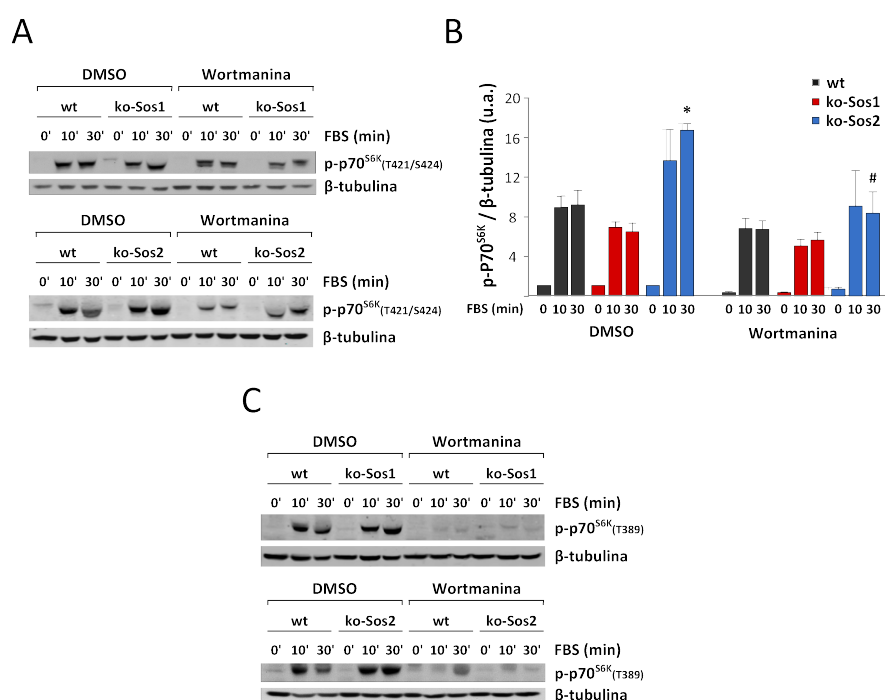 A
DMSO Wortmanina
wt ko-Sos1 wt ko-Sos1
0' 10' 30' 0' 10' 30' 0' 10' 30' 0' 10' 30' FBS (min)
p-p70S6K(T421/S424)
β-tubulina
DMSO Wortmanina
wt ko-Sos2 wt ko-Sos2
0' 10' 30' 0' 10' 30' 0' 10' 30' 0' 10' 30' FBS (min)
p-p70S6K(T421/S424)
β-tubulina
B
p-P70S6K / β-tubulina (u.a.)
20
16
12
8
4
wt
ko-Sos1
ko-Sos2
*
#
FBS (min) 0 10 30 0 10 30 0 10 30 0 10 30 0 10 30 0 10 30
DMSO Wortmanina
C
DMSO Wortmanina
wt ko-Sos1 wt ko-Sos1
0' 10' 30' 0' 10' 30' 0' 10' 30' 0' 10' 30' FBS (min)
p-p70S6K(T389)
β-tubulina
DMSO Wortmanina
wt ko-Sos2 wt ko-Sos2
0' 10' 30' 0' 10' 30' 0' 10' 30' 0' 10' 30' FBS (min)
p-p70S6K(T389)
β-tubulina